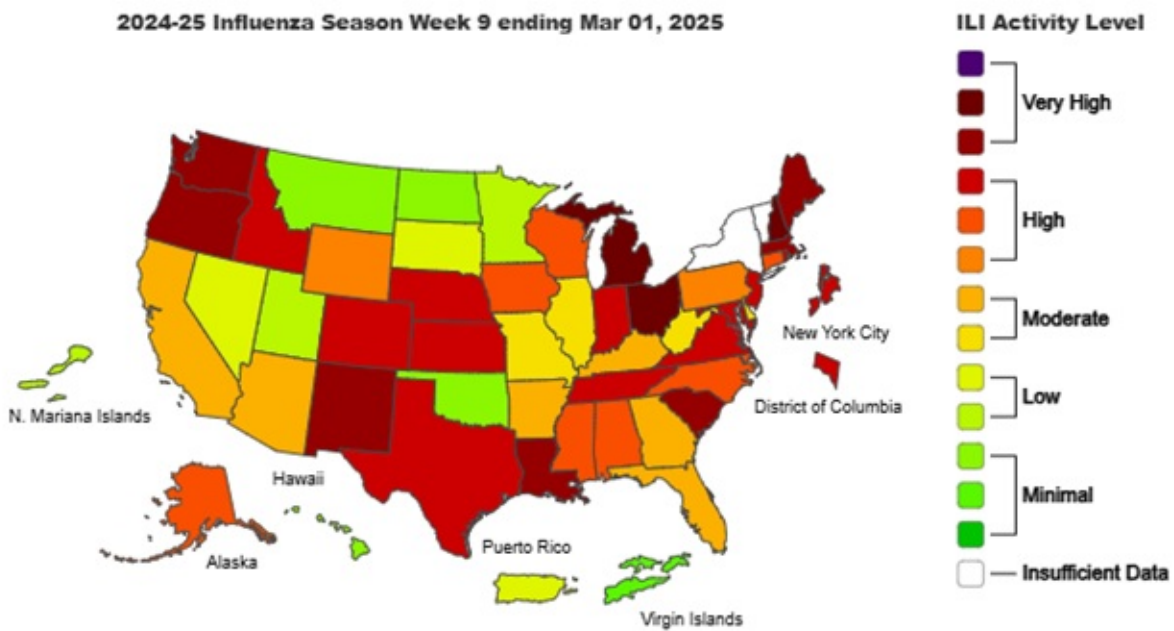 2024-25 Influenza Season Week 9 ending Mar 01, 2025
ILI Activity Level
Very High
High
Moderate
Low
Minimal
Insufficient Data
New York City
District of Columbia
N. Mariana Islands
Hawaii
Alaska
Puerto Rico
Virgin Islands